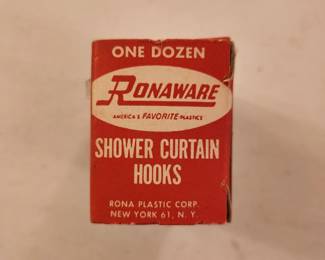 ONE DOZEN
RONAWARE
AMERICA'S FAVORITE PLASTICS
SHOWER CURTAIN
HOOKS
RONA PLASTIC CORP.
NEW YORK 61, N. Y.